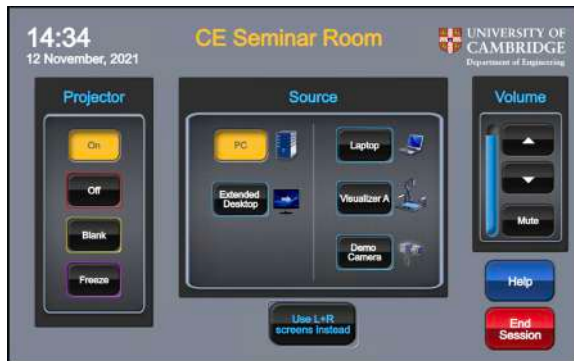 14:34
12 November, 2021
CE Seminar Room
UNIVERSITY OF
CAMBRIDGE
Department of Engineering
Projector
On
Off
Blank
Freeze
Source
PC
Extended
Desktop
Laptop
Visualizer A
Demo
Camera
Use L+R
screens instead
Volume
Mute
Help
End
Session